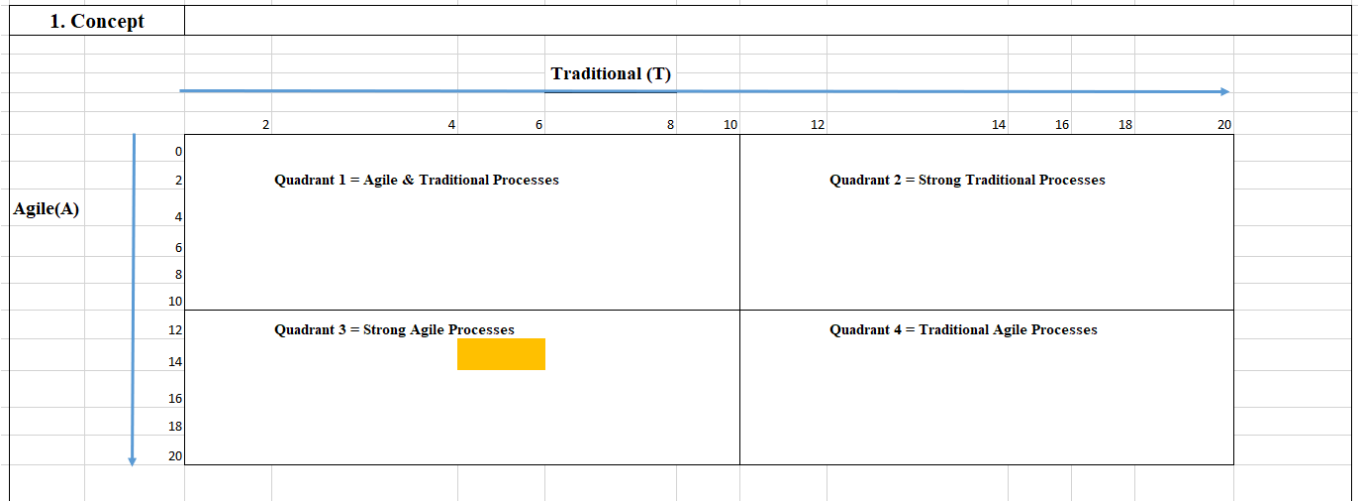 1. Concept
Traditional (T)
2 4 6 8 10 12 14 16 18 20
0
2 Quadrant 1 = Agile & Traditional Processes Quadrant 2 = Strong Traditional Processes
Agile(A)
4
6
8
10
12 Quadrant 3 = Strong Agile Processes Quadrant 4 = Traditional Agile Processes
14
16
18
20